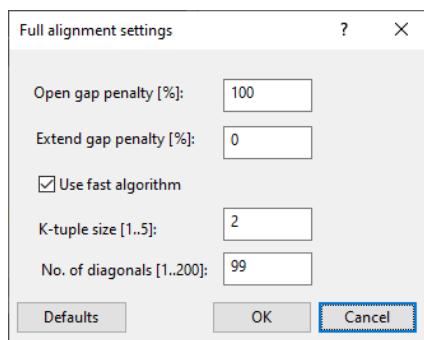 Full alignment settings ?
Open gap penalty [%]: 100
Extend gap penalty [%]: 0
Use fast algorithm
K-tuple size [1..5]: 2
No. of diagonals [1..200]: 99
Defaults OK Cancel